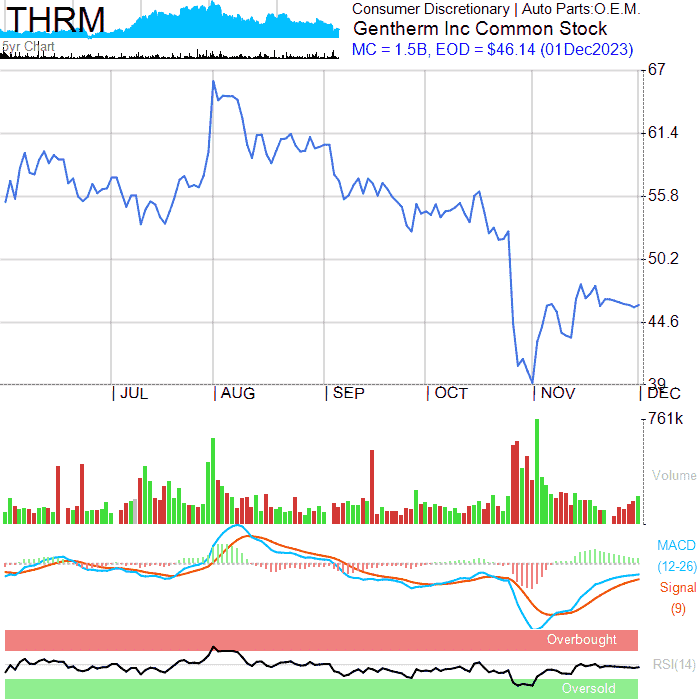 THRM
5yr Chart
Consumer Discretionary | Auto Parts:O.E.M.
Gentherm Inc Common Stock
MC = 1.5B, EOD = $46.14 (01Dec2023)
67
61.4
55.8
50.2
44.6
39
JUL AUG SEP OCT NOV DEC
761k
Volume
MACD
(12-26)
Signal
(9)
Overbought
RSI(14)
Oversold